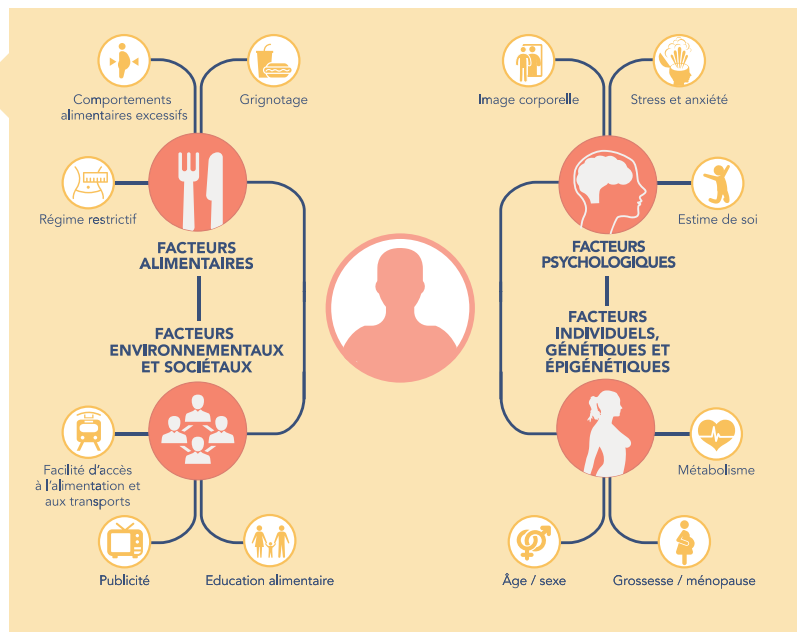 Comportements
alimentaires excessifs
Grignotage
Régime restrictif
FACTEURS
ALIMENTAIRES
FACTEURS
ENVIRONNEMENTAUX
ET SOCIÉTAUX
Facilité d'accès
à l'alimentation et
aux transports
Publicité
Education alimentaire
Image corporelle
Stress et anxiété
Estime de soi
FACTEURS
PSYCHOLOGIQUES
FACTEURS
INDIVIDUELS,
GÉNÉTIQUES ET
ÉPIGÉNÉTIQUES
Métabolisme
Âge / sexe
Grossesse / ménopause